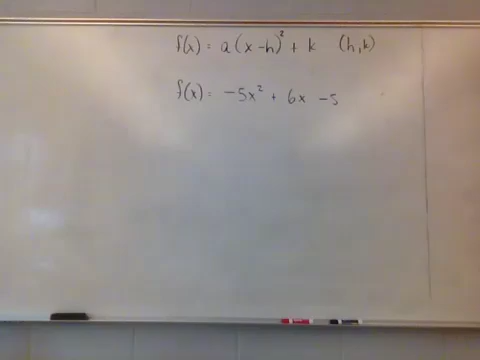 f(x) = a(x-h)² + k (h,k)
f(x) = -5x² + 6x -5